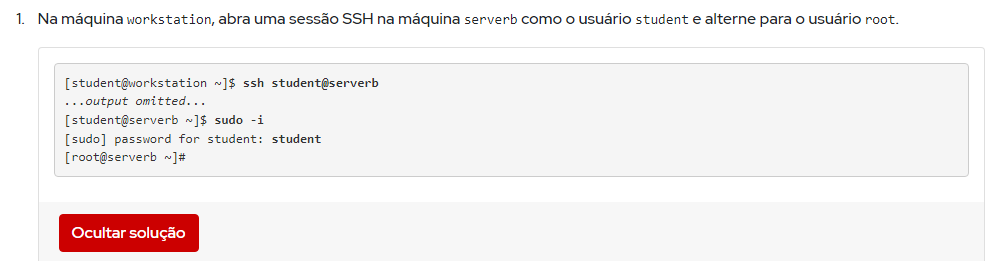 1. Na máquina workstation, abra uma sessão SSH na máquina serverb como o usuário student e alterne para o usuário root.
[student@workstation ~]$ ssh student@serverb
...output omitted...
[student@serverb ~]$ sudo -i
[sudo] password for student: student
[root@serverb ~]#
Ocultar solução